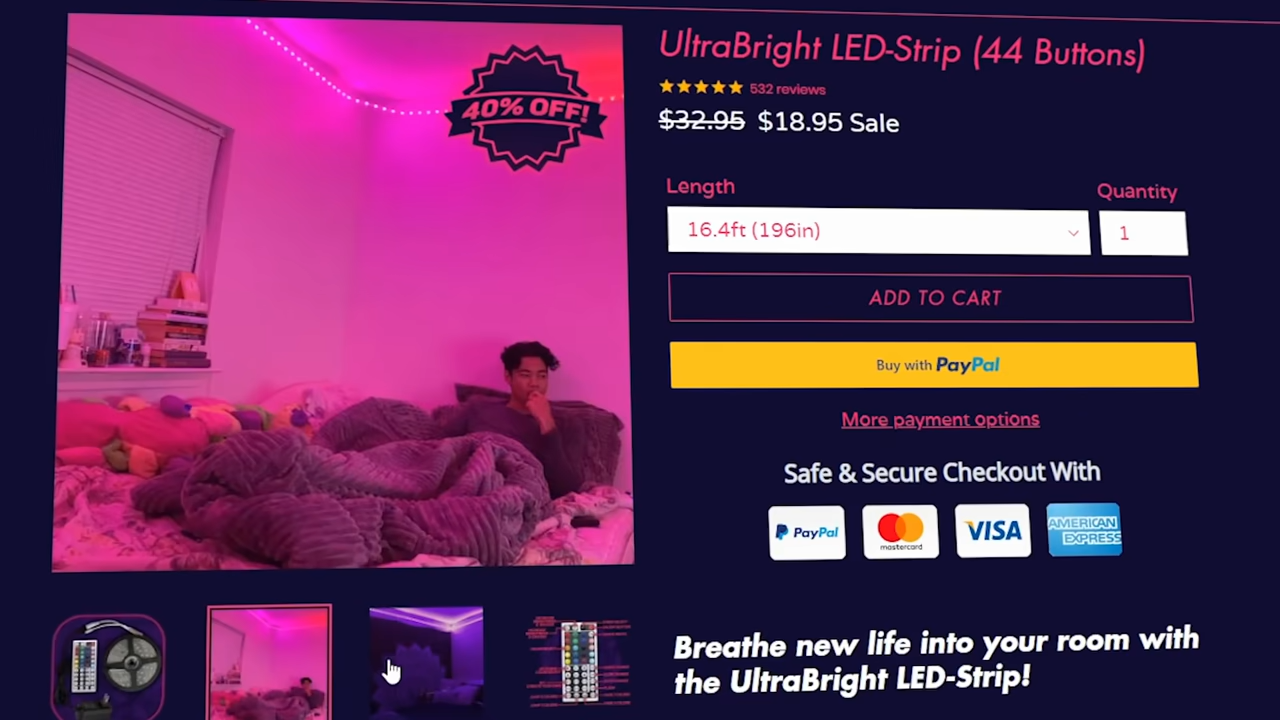 UltraBright LED-Strip (44 Buttons)
532 reviews
40% OFF!
$32.95 $18.95 Sale
Length
Quantity
16.4ft (196in)
1
ADD TO CART
Buy with PayPal
More payment options
Safe & Secure Checkout With
PayPal
mastercard
VISA
AMERICAN EXPRESS
Breathe new life into your room with
the UltraBright LED-Strip!